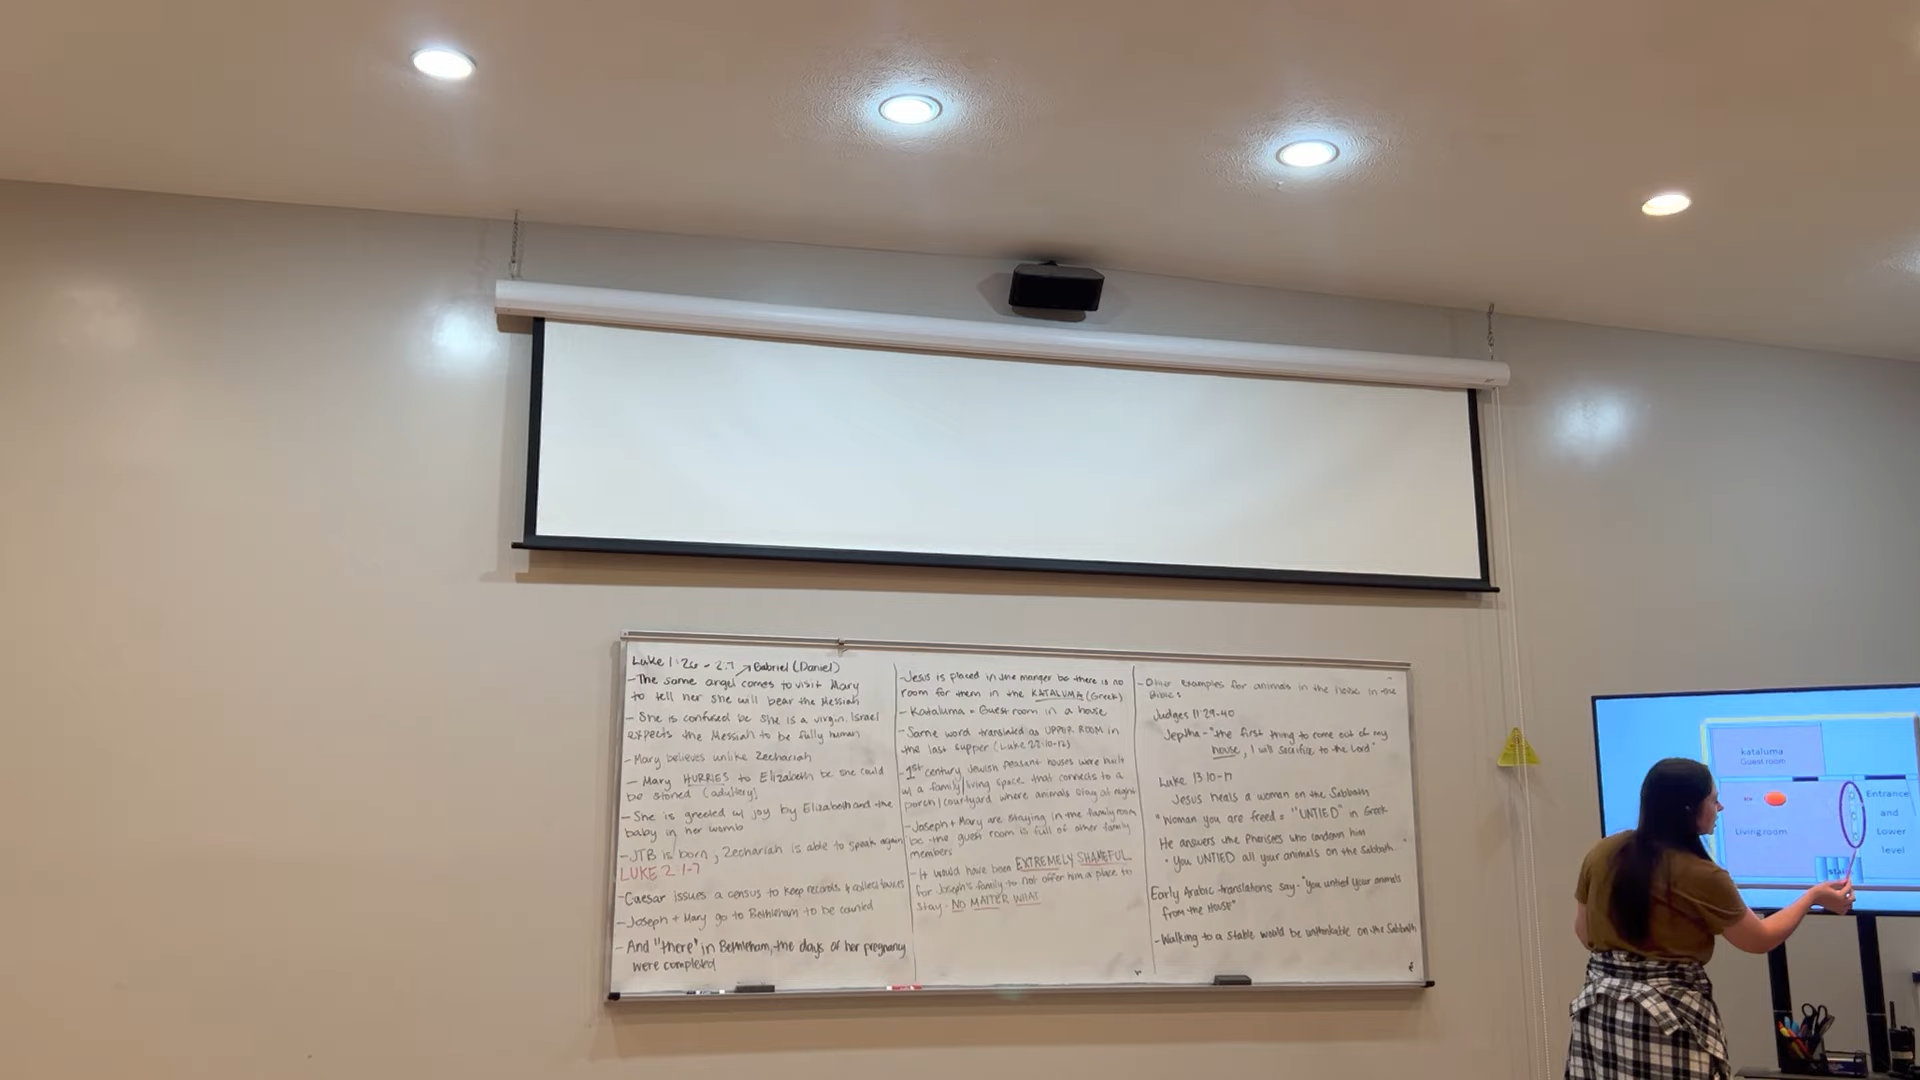 Luke 1:26 - 2:7 → Gabriel (Daniel)
- The same angel comes to visit Mary
to tell her she will bear the Messiah
- She is confused bc she is a virgin. Israel
expects the Messiah to be fully human
- Mary believes unlike Zechariah
- Mary HURRIES to Elizabeth bc she could
be stoned (adultery)
- She is greeted w/ joy by Elizabeth and the
baby in her womb
- JTB is born, Zechariah is able to speak again
LUKE 2:1-7
- Caesar issues a census to keep records & collect taxes
- Joseph + Mary go to Bethlehem to be counted
- And "there" in Bethlehem, the days of her pregnancy
were completed
- Jesus is placed in the manger bc there is no
room for them in the KATALUMA (Greek)
- Kataluma = Guest room in a house
- Same word translated as UPPER ROOM in
the last supper (Luke 22:10-12)
- 1st century Jewish Peasant houses were built
w/ a family/living space that connects to a
porch/courtyard where animals stay at night
- Joseph + Mary are staying in the family room
bc the guest room is full of other family
members
- It would have been EXTREMELY SHAMEFUL
for Joseph's family to not offer him a place to
stay - NO MATTER WHAT
- Other examples for animals in the house in the
Bible:
Judges 11:29-40
Jeptha - "the first thing to come out of my
house, I will sacrifice to the Lord"
Luke 13:10-17
Jesus heals a woman on the Sabbath
"Woman you are freed = "UNTIED" in Greek
He answers the Pharisees who condemn him
"You UNTIED all your animals on the Sabbath..."
Early Arabic translations say - "you untied your animals
from the HOUSE"
- Walking to a stable would be unthinkable on the Sabbath
kataluma
Guest room
Living room
Entrance
and
Lower
level